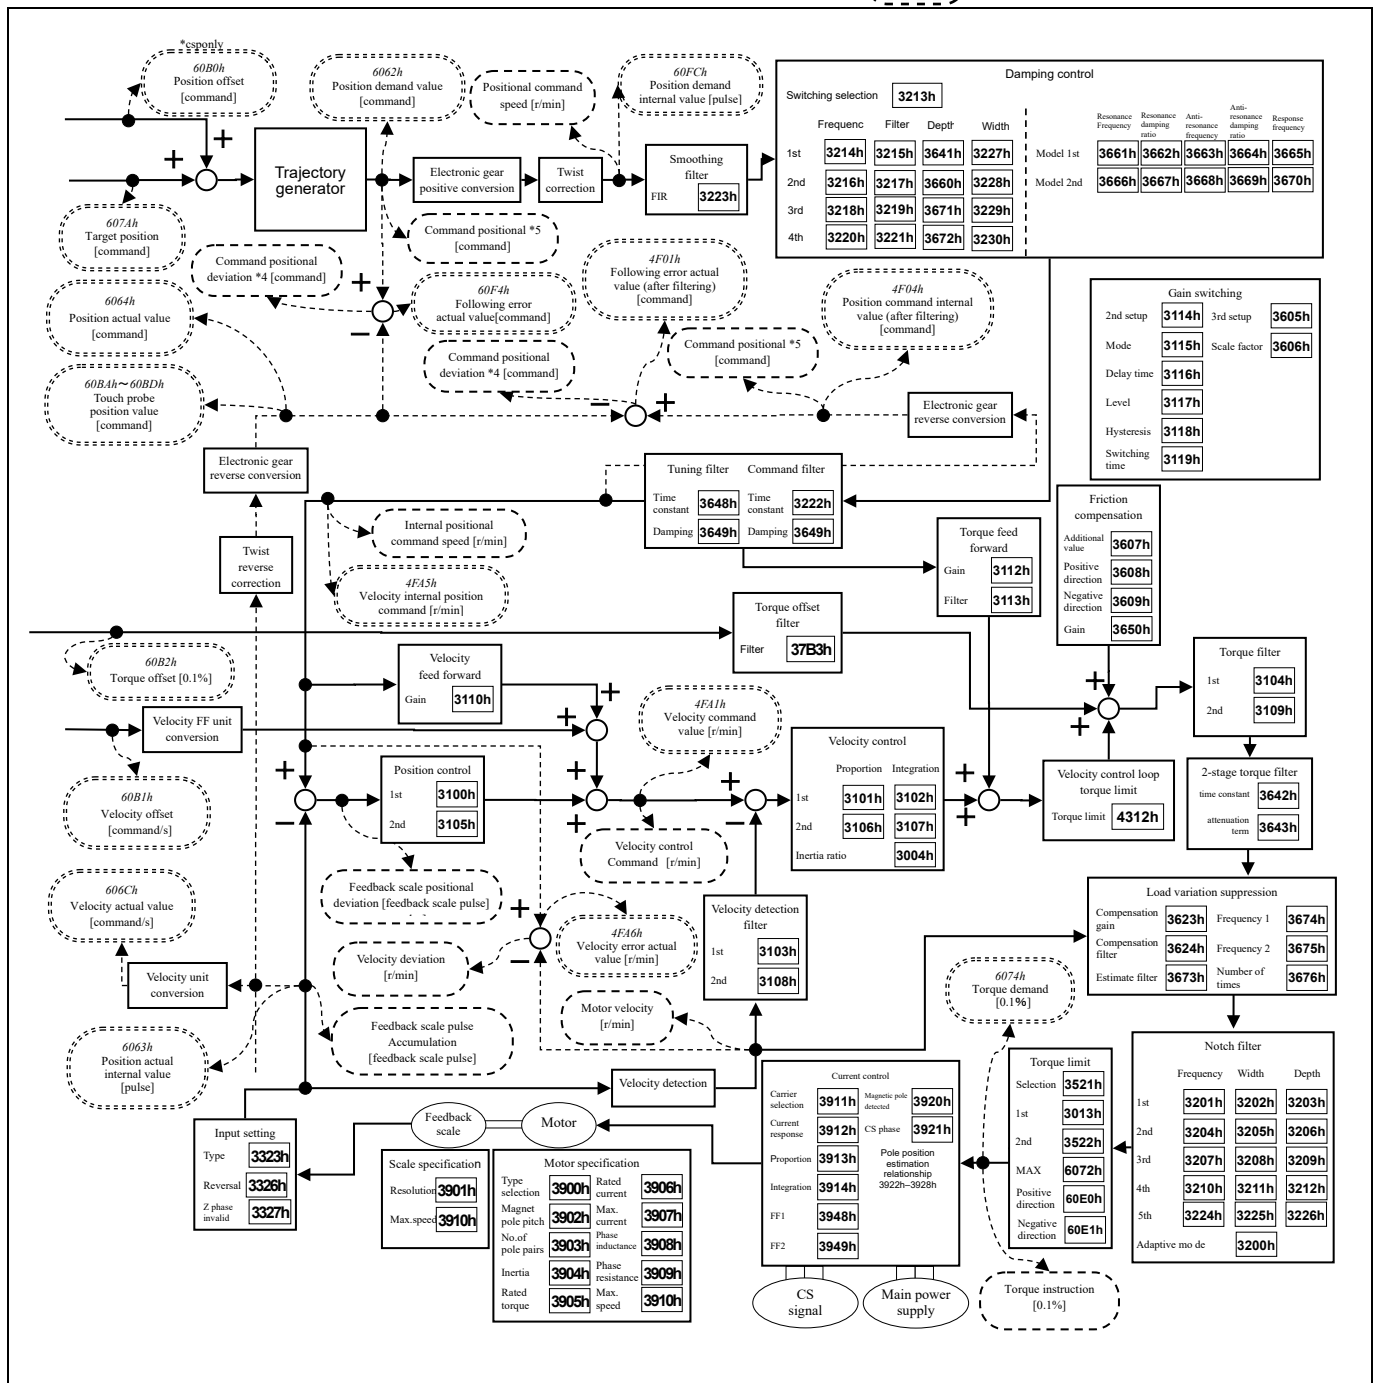 *csponly
60B0h
Position offset
[command]
6062h
Position demand value
[command]
Positional command
speed [r/min]
60FCh
Position demand
internal value [pulse]
Trajectory
generator
Electronic gear
positive conversion
Twist
correction
Smoothing
filter
FIR 3223h
Damping control
Switching selection 3213h
Frequenc Filter Depth Width
1st 3214h 3215h 3641h 3227h
2nd 3216h 3217h 3660h 3228h
3rd 3218h 3219h 3671h 3229h
4th 3220h 3221h 3672h 3230h
Resonance
Frequency
Resonance
damping
ratio
Anti-
resonance
frequency
Anti-
resonance
damping
ratio
Response
frequency
Model 1st 3661h 3662h 3663h 3664h 3665h
Model 2nd 3666h 3667h 3668h 3669h 3670h
+
+
607Ah
Target position
[command]
Command positional
deviation *4 [command]
Command positional *5
[command]
6064h
Position actual value
[command]
+
−
60F4h
Following error
actual value[command]
4F01h
Following error actual
value (after filtering)
[command]
4F04h
Position command internal
value (after filtering)
[command]
Command positional
deviation *4 [command]
Command positional *5
[command]
60BAh～60BDh
Touch probe
position value
[command]
−
+
Electronic gear
reverse conversion
Gain switching
2nd setup 3114h 3rd setup 3605h
Mode 3115h Scale factor 3606h
Delay time 3116h
Level 3117h
Hysteresis 3118h
Switching
time 3119h
Electronic gear
reverse conversion
Tuning filter Command filter
Time
constant 3648h Time
constant 3222h
Damping 3649h Damping 3649h
Internal positional
command speed [r/min]
Twist
reverse
correction
4FA5h
Velocity internal position
command [r/min]
Torque feed
forward
Gain 3112h
Filter 3113h
Friction
compensation
Additional
value 3607h
Positive
direction 3608h
Negative
direction 3609h
Gain 3650h
Torque offset
filter
Filter 37B3h
60B2h
Torque offset [0.1%]
Velocity
feed forward
Gain 3110h
4FA1h
Velocity command
value [r/min]
Torque filter
1st 3104h
2nd 3109h
+
+
+
+
Velocity FF unit
conversion
60B1h
Velocity offset
[command/s]
+
−
Position control
1st 3100h
2nd 3105h
+
+
+
−
Velocity control
Proportion Integration
1st 3101h 3102h
2nd 3106h 3107h
Inertia ratio 3004h
+
+
Velocity control loop
torque limit
Torque limit 4312h
2-stage torque filter
time constant 3642h
attenuation
term 3643h
Velocity control
Command [r/min]
606Ch
Velocity actual value
[command/s]
Feedback scale positional
deviation [feedback scale pulse]
+
−
4FA6h
Velocity error actual
value [r/min]
Velocity deviation
[r/min]
Velocity detection
filter
1st 3103h
2nd 3108h
Load variation suppression
Compensation
gain 3623h Frequency 1 3674h
Compensation
filter 3624h Frequency 2 3675h
Estimate filter 3673h Number of
times 3676h
Velocity unit
conversion
Motor velocity
[r/min]
6074h
Torque demand
[0.1%]
6063h
Position actual
internal value
[pulse]
Feedback scale pulse
Accumulation
[feedback scale pulse]
Velocity detection
Input setting
Type 3323h
Reversal 3326h
Z phase
invalid 3327h
Feedback
scale
Motor
Scale specification
Resolution 3901h
Max.speed 3910h
Motor specification
Type
selection 3900h Rated
current 3906h
Magnet
pole pitch 3902h Max.
current 3907h
No.of
pole pairs 3903h Phase
inductance 3908h
Inertia 3904h Phase
resistance 3909h
Rated
torque 3905h Max.
speed 3910h
Current control
Carrier
selection 3911h Magnetic pole
detected 3920h
Current
response 3912h CS phase 3921h
Proportion 3913h
Integration 3914h
FF1 3948h
FF2 3949h
Pole position
estimation
relationship
3922h–3928h
CS
signal
Main power
supply
Torque limit
Selection 3521h
1st 3013h
2nd 3522h
MAX 6072h
Positive
direction 60E0h
Negative
direction 60E1h
Torque instruction
[0.1%]
Notch filter
Frequency Width Depth
1st 3201h 3202h 3203h
2nd 3204h 3205h 3206h
3rd 3207h 3208h 3209h
4th 3210h 3211h 3212h
5th 3224h 3225h 3226h
Adaptive mo de 3200h